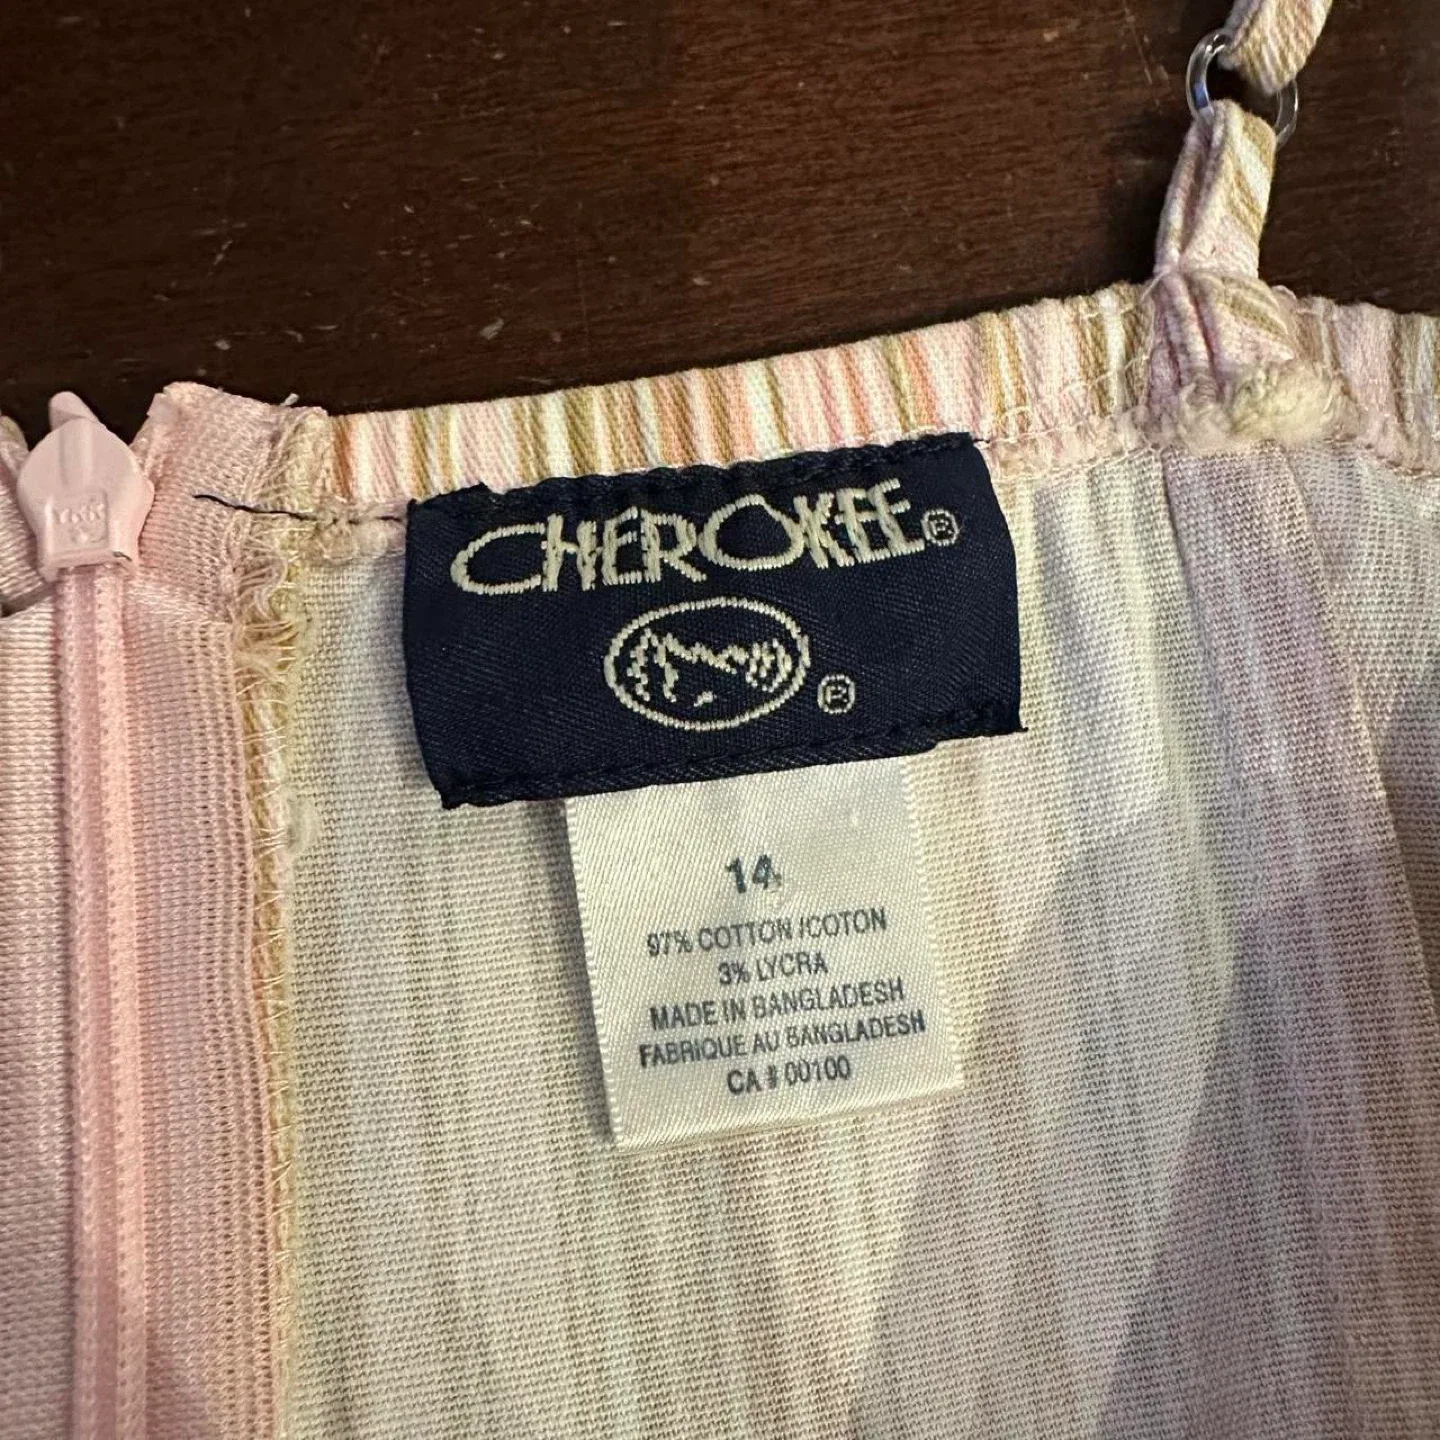 CHEROKEE®
®
14
97% COTTON /COTON
3% LYCRA
MADE IN BANGLADESH
FABRIQUE AU BANGLADESH
CA # 00100